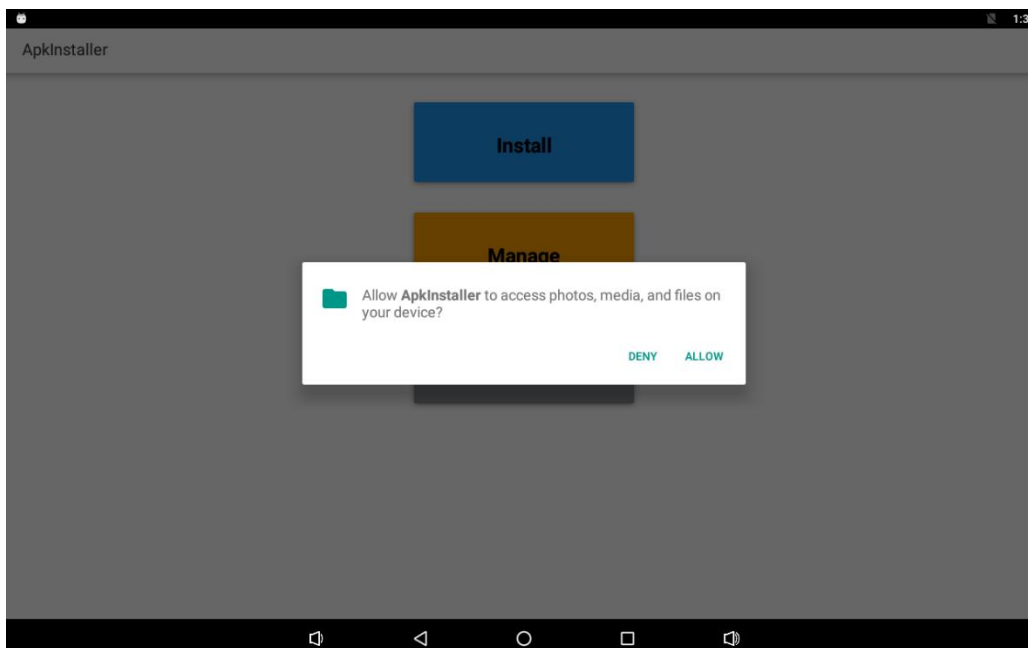 ApkInstaller
Install
Manage
Allow ApkInstaller to access photos, media, and files on
your device?
DENY ALLOW